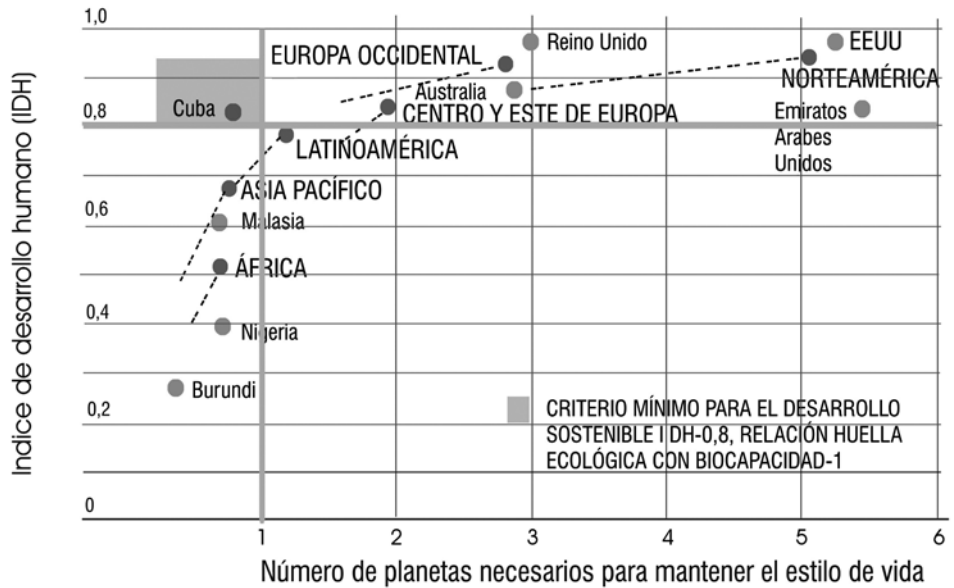 Indice de desarrollo humano (IDH)
1,0
0,8
0,6
0,4
0,2
0
EUROPA OCCIDENTAL
Reino Unido
EEUU
NORTEAMÉRICA
Australia
Cuba
CENTRO Y ESTE DE EUROPA
Emiratos
Arabes
Unidos
LATINOAMÉRICA
ASIA PACÍFICO
Malasia
ÁFRICA
Nigeria
Burundi
CRITERIO MÍNIMO PARA EL DESARROLLO
SOSTENIBLE I DH-0,8, RELACIÓN HUELLA
ECOLÓGICA CON BIOCAPACIDAD-1
1
2
3
4
5
6
Número de planetas necesarios para mantener el estilo de vida